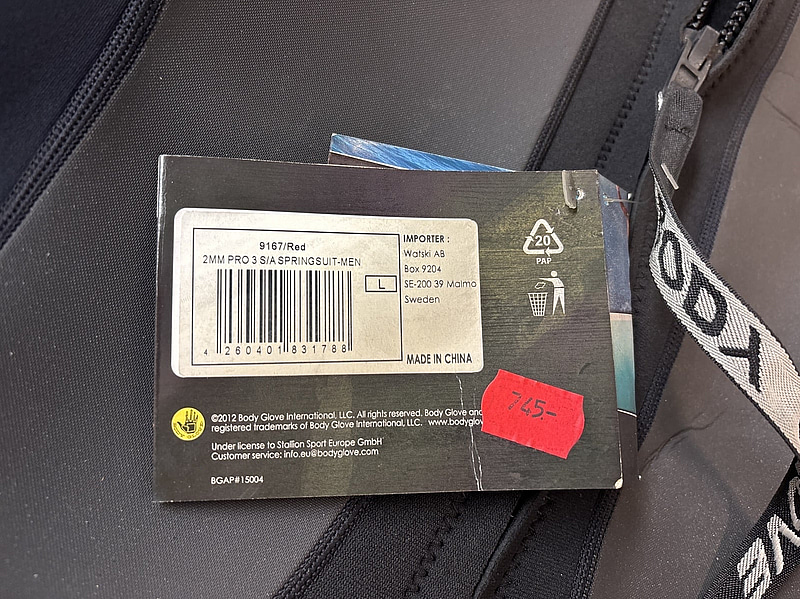 9167/Red
2MM PRO 3 S/A SPRINGSUIT-MEN
L
4 260401 831788
IMPORTER :
Watski AB
Box 9204
SE-200 39 Malmo
Sweden
MADE IN CHINA
20
PAP
©2012 Body Glove International, LLC. All rights reserved. Body Glove and
registered trademarks of Body Glove International, LLC. www.bodyglov
Under license to Stallion Sport Europe GmbH
Customer service: info.eu@bodyglove.com
BGAP#15004
745.-
BODY GLOVE
ODY
OVE